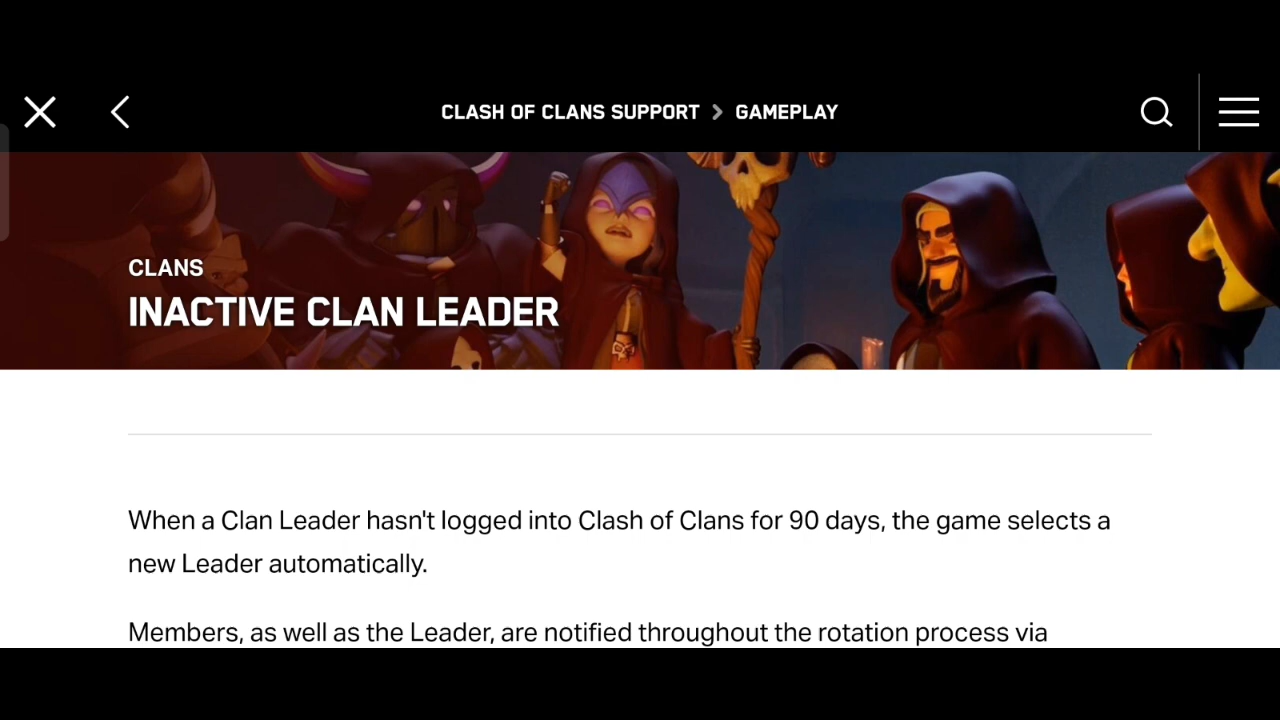 CLASH OF CLANS SUPPORT > GAMEPLAY
CLANS
INACTIVE CLAN LEADER
When a Clan Leader hasn't logged into Clash of Clans for 90 days, the game selects a
new Leader automatically.
Members, as well as the Leader, are notified throughout the rotation process via